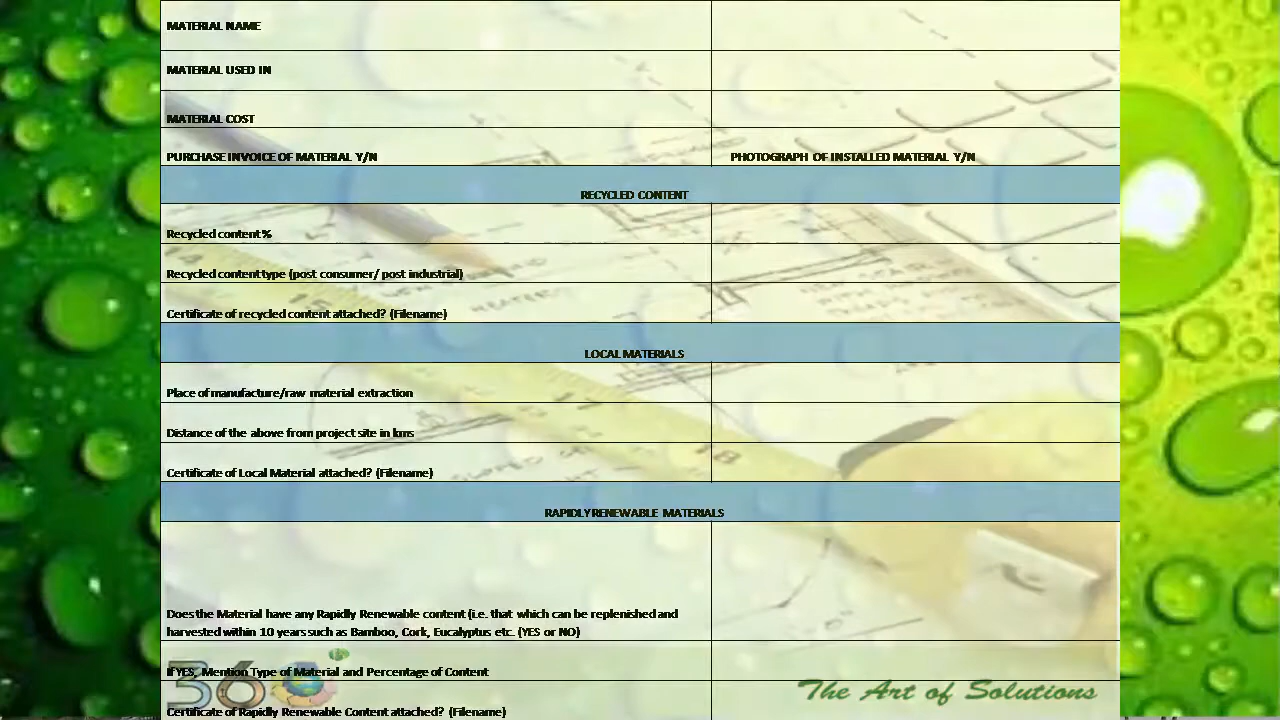 MATERIAL NAME
MATERIAL USED IN
MATERIAL COST
PURCHASE INVOICE OF MATERIAL Y/N
PHOTOGRAPH OF INSTALLED MATERIAL Y/N
RECYCLED CONTENT
Recycled content%
Recycled content type (post consumer/ post industrial)
Certificate of recycled content attached? (Filename)
LOCAL MATERIALS
Place of manufacture/raw material extraction
Distance of the above from project site in kms
Certificate of Local Material attached? (Filename)
RAPIDLY RENEWABLE MATERIALS
Does the Material have any Rapidly Renewable content (i.e. that which can be replenished and
harvested within 10 years such as Bamboo, Cork, Eucalyptus etc. (YES or NO)
If YES, Mention Type of Material and Percentage of Content
Certificate of Rapidly Renewable Content attached? (Filename)
36
The Art of Solutions
15
17
18